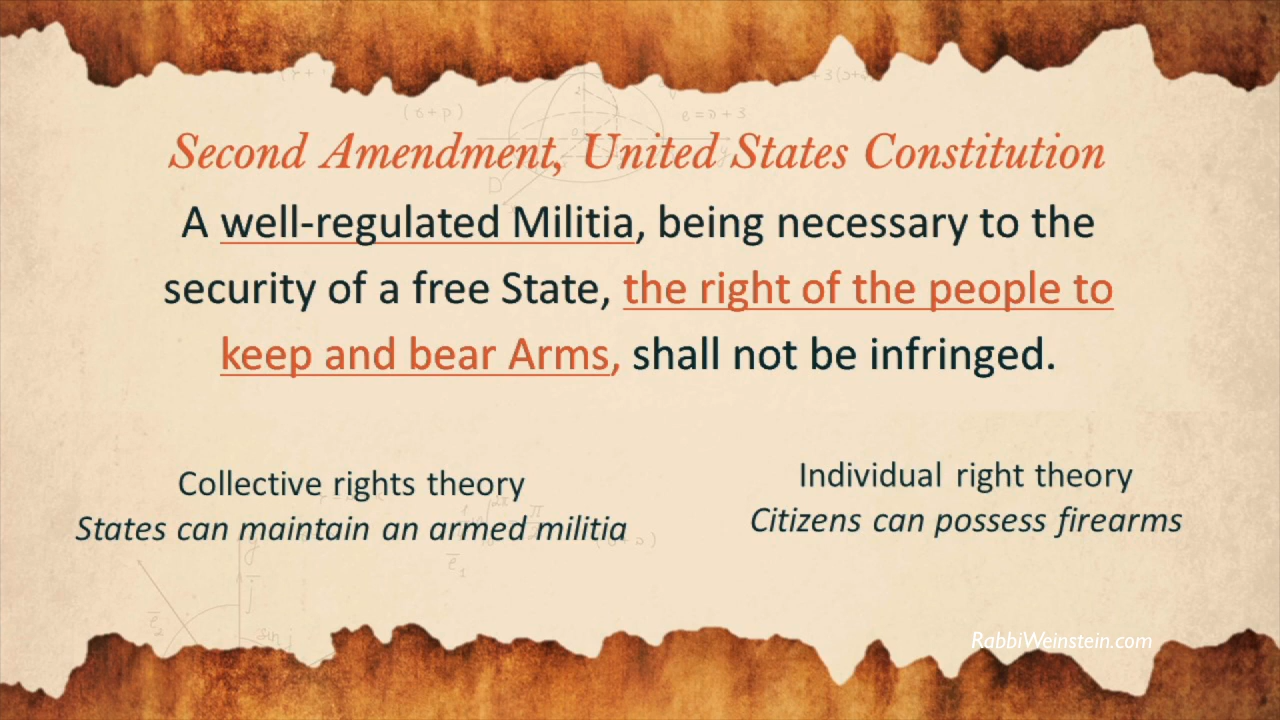 Second Amendment, United States Constitution
A well-regulated Militia, being necessary to the
security of a free State, the right of the people to
keep and bear Arms, shall not be infringed.
Collective rights theory
States can maintain an armed militia
Individual right theory
Citizens can possess firearms
RabbiWeinstein.com